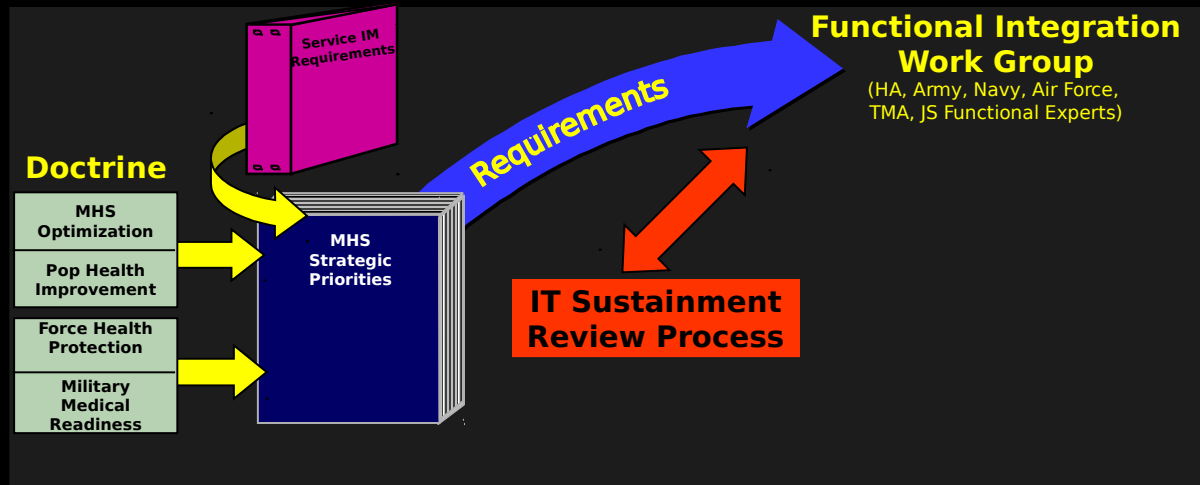 Service IM
Requirements
Functional Integration
Work Group
(HA, Army, Navy, Air Force,
TMA, JS Functional Experts)
Requirements
Doctrine
MHS
Optimization
Pop Health
Improvement
Force Health
Protection
Military
Medical
Readiness
MHS
Strategic
Priorities
IT Sustainment
Review Process